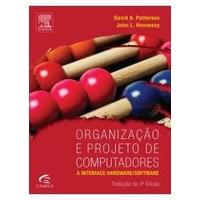 David A. Patterson
John L. Hennessy
ORGANIZAÇÃO
E PROJETO DE
COMPUTADORES
A INTERFACE HARDWARE/SOFTWARE
Tradução da 4ª Edição
CAMPUS